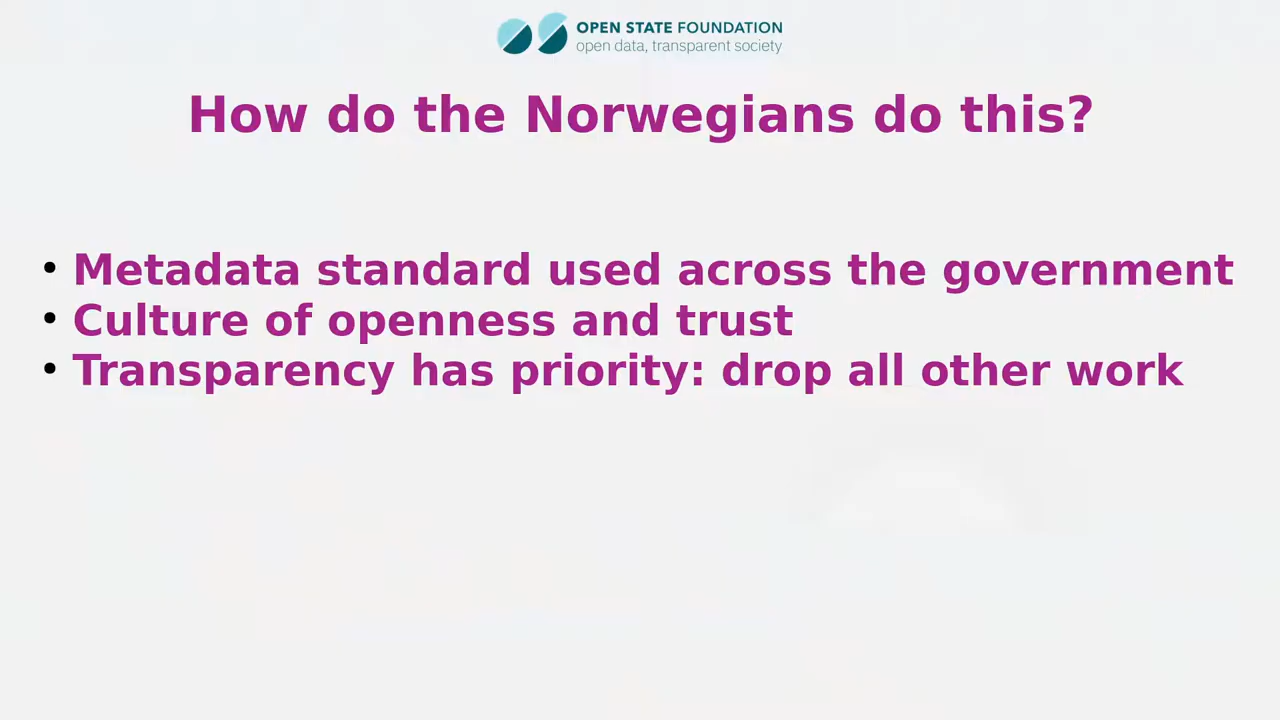 OPEN STATE FOUNDATION
open data, transparent society
How do the Norwegians do this?
• Metadata standard used across the government
• Culture of openness and trust
• Transparency has priority: drop all other work